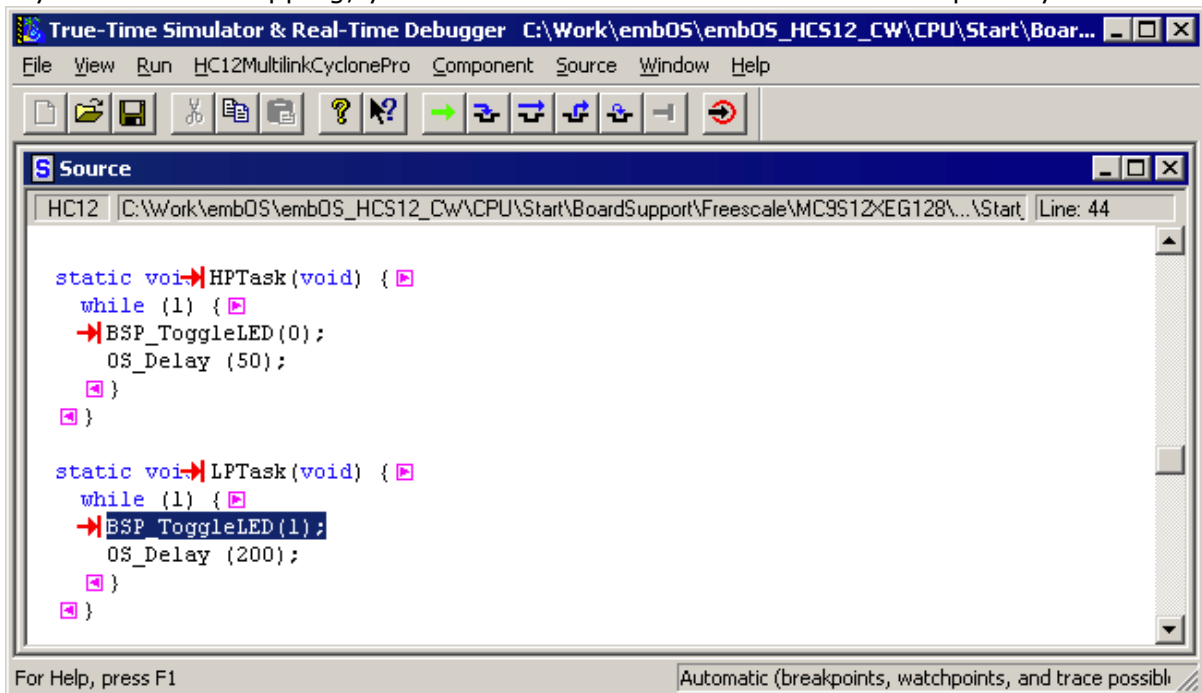 True-Time Simulator & Real-Time Debugger C:\Work\embOS\embOS_HCS12_CW\CPU\Start\Boar...
File View Run HC12MultilinkCyclonePro Component Source Window Help
Source
HC12 C:\Work\embOS\embOS_HCS12_CW\CPU\Start\BoardSupport\Freescale\MC9S12XEG128\...\Start_ Line: 44
static void HPTask(void) {
while (1) {
BSP_ToggleLED(0);
OS_Delay (50);
}
}
static void LPTask(void) {
while (1) {
BSP_ToggleLED(1);
OS_Delay (200);
}
}
For Help, press F1 Automatic (breakpoints, watchpoints, and trace possibl